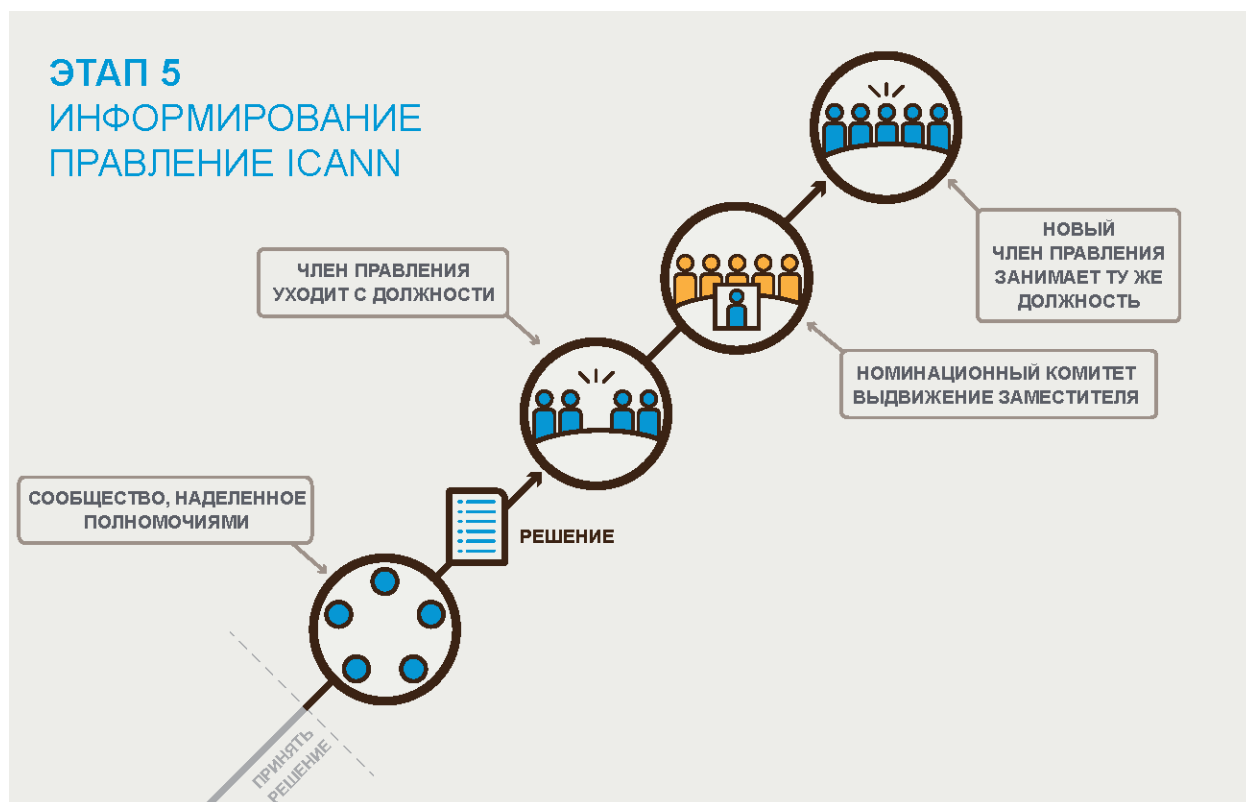 ЭТАП 5
ИНФОРМИРОВАНИЕ
ПРАВЛЕНИЕ ICANN
НОВЫЙ
ЧЛЕН ПРАВЛЕНИЯ
ЗАНИМАЕТ ТУ ЖЕ
ДОЛЖНОСТЬ
ЧЛЕН ПРАВЛЕНИЯ
УХОДИТ С ДОЛЖНОСТИ
НОМИНАЦИОННЫЙ КОМИТЕТ
ВЫДВИЖЕНИЕ ЗАМЕСТИТЕЛЯ
СООБЩЕСТВО, НАДЕЛЕННОЕ
ПОЛНОМОЧИЯМИ
РЕШЕНИЕ
ПРИНЯТЬ
РЕШЕНИЕ